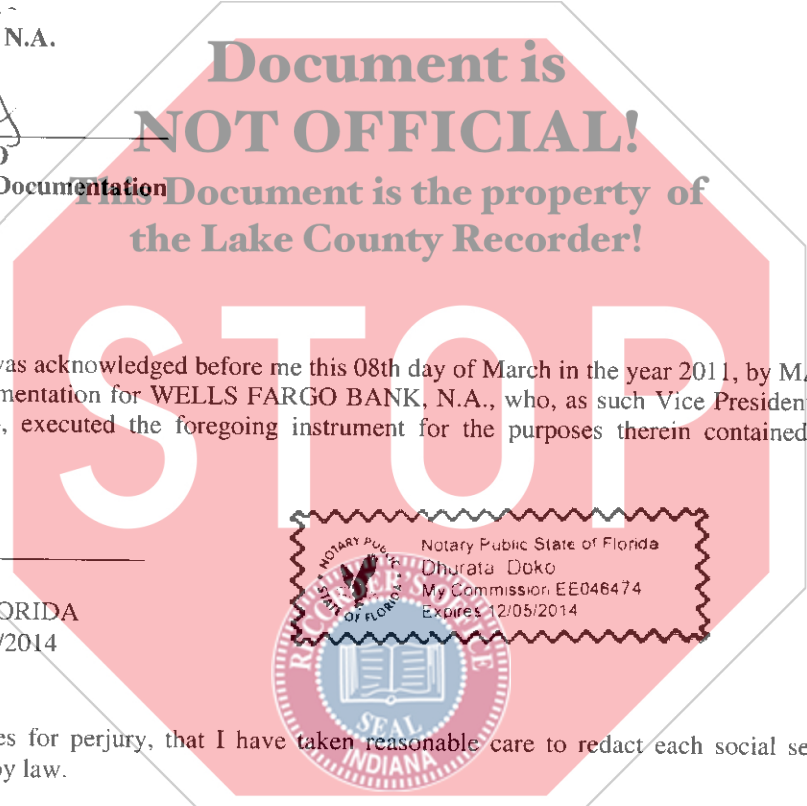 N.A.
Document is
NOT OFFICIAL!
Documentation
This Document is the property of
the Lake County Recorder!
STOP
was acknowledged before me this 08th day of March in the year 2011, by MA
mentation for WELLS FARGO BANK, N.A., who, as such Vice President
, executed the foregoing instrument for the purposes therein contained
NOTARY PUBLIC
STATE OF FLORIDA
Notary Public State of Florida
Dhurata Doko
My Commission EE046474
Expires 12/05/2014
ORIDA
/2014
RECORDER'S OFFICE
SEAL
INDIANA
es for perjury, that I have taken reasonable care to redact each social se
by law.